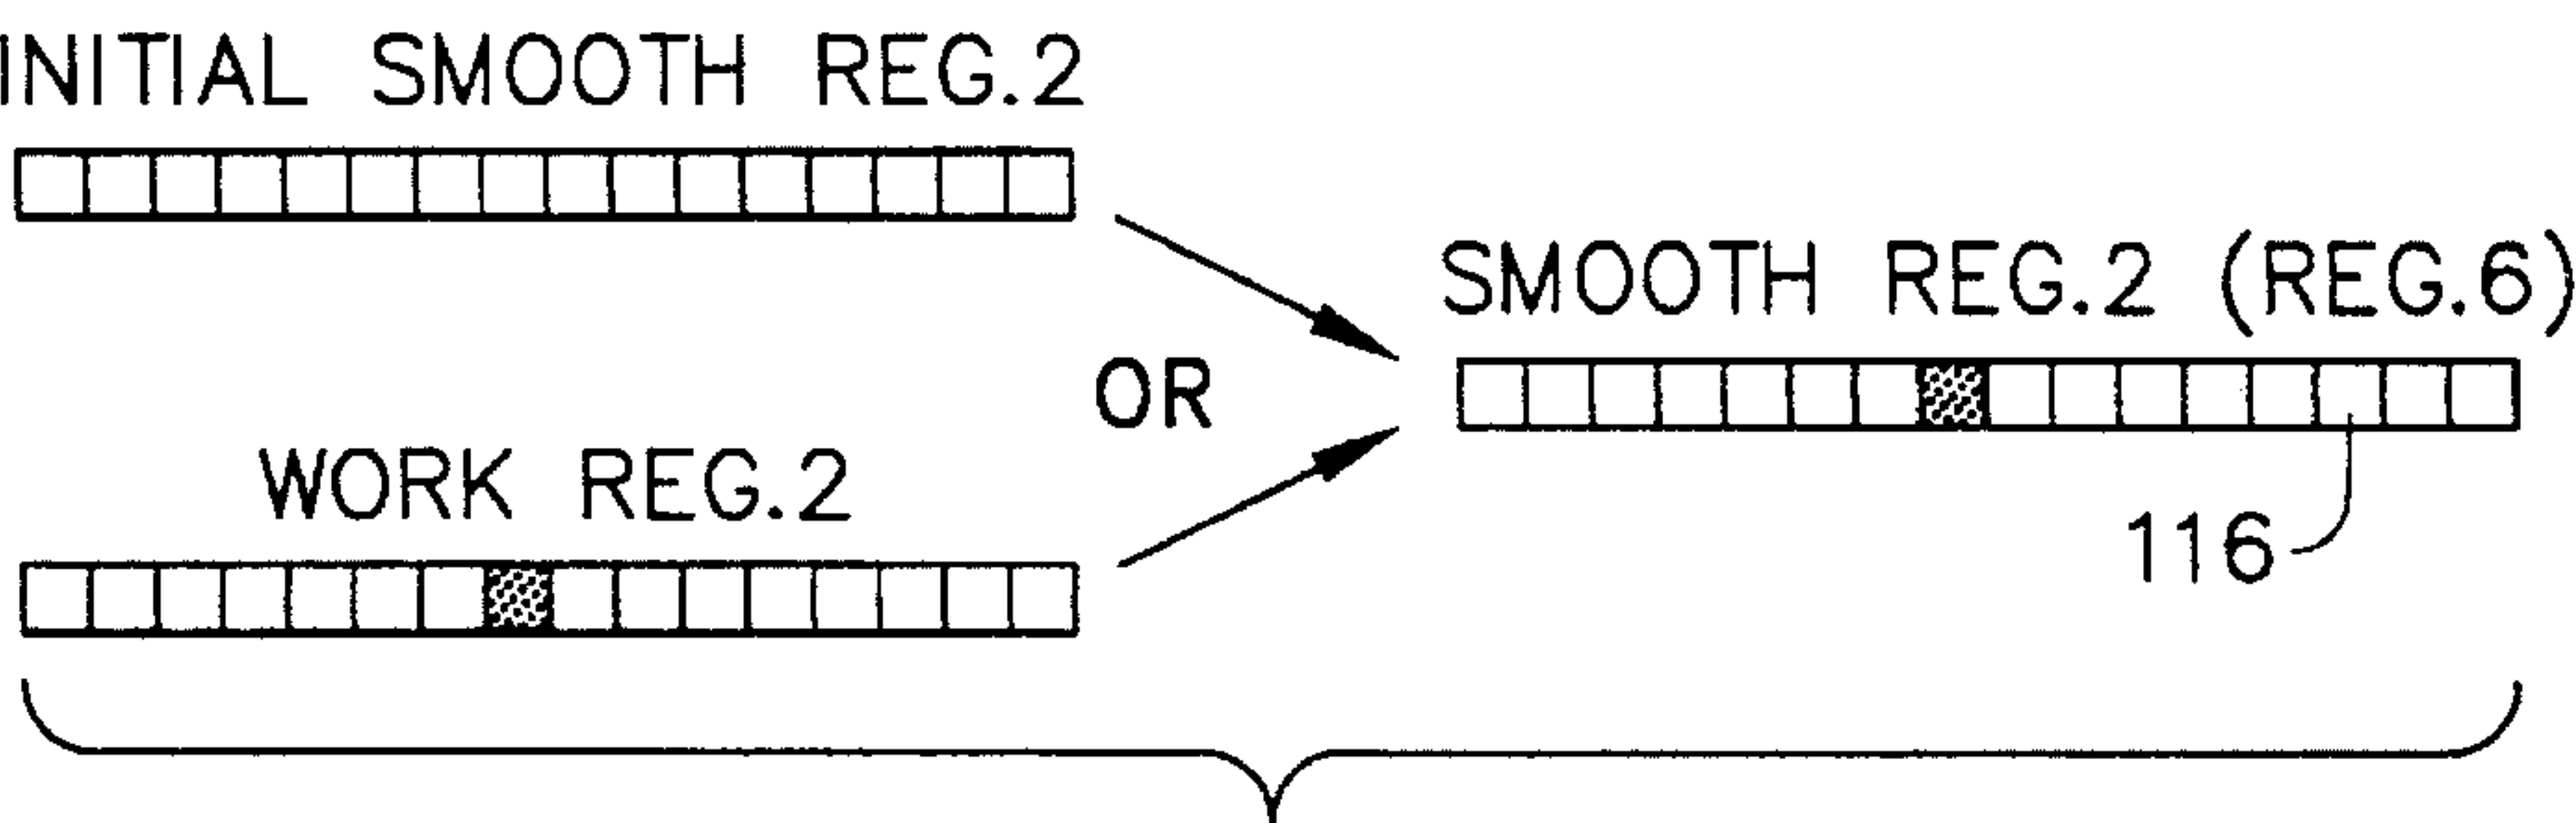 INITIAL SMOOTH REG.2
SMOOTH REG.2 (REG.6)
OR
WORK REG.2
116